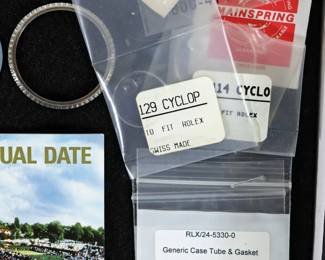 MAINSPRING
129 CYCLOP
TO FIT ROLEX
SWISS MADE
114 CYCLO
FIT ROLEX
UAL DATE
RLX/24-5330-0
Generic Case Tube & Gasket